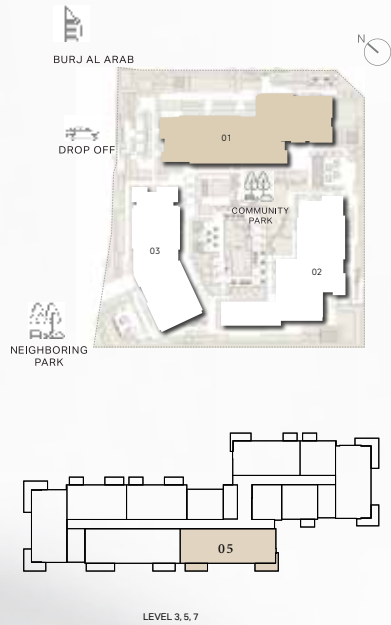 N
BURJ AL ARAB
DROP OFF
01
COMMUNITY
PARK
03
02
NEIGHBORING
PARK
05
LEVEL 3, 5, 7